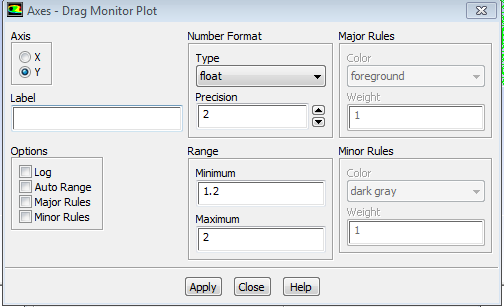 Axes - Drag Monitor Plot
Axis
X
Y
Label
Options
Log
Auto Range
Major Rules
Minor Rules
Number Format
Type
float
Precision
2
Range
Minimum
1.2
Maximum
2
Major Rules
Color
foreground
Weight
1
Minor Rules
Color
dark gray
Weight
1
Apply
Close
Help